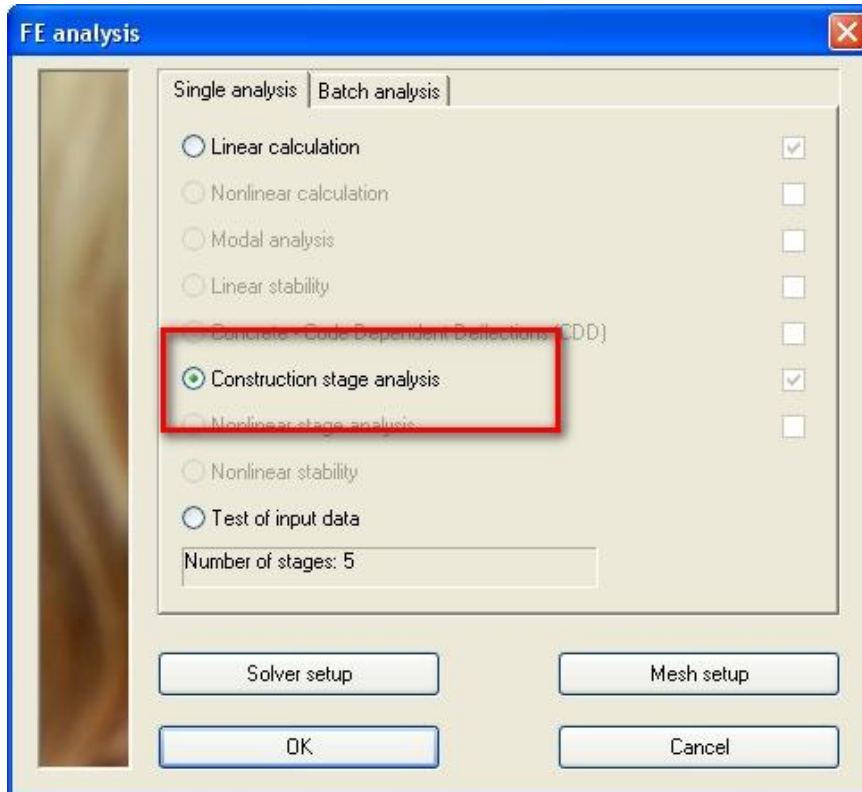 FE analysis
Single analysis
Batch analysis
Linear calculation
Nonlinear calculation
Modal analysis
Linear stability
Concrete - Code Dependent Deflections (CDD)
Construction stage analysis
Nonlinear stage analysis
Nonlinear stability
Test of input data
Number of stages: 5
Solver setup
Mesh setup
OK
Cancel